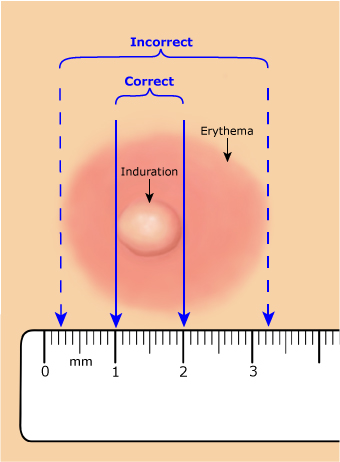 Incorrect
Correct
Erythema
Induration
mm
0 1 2 3